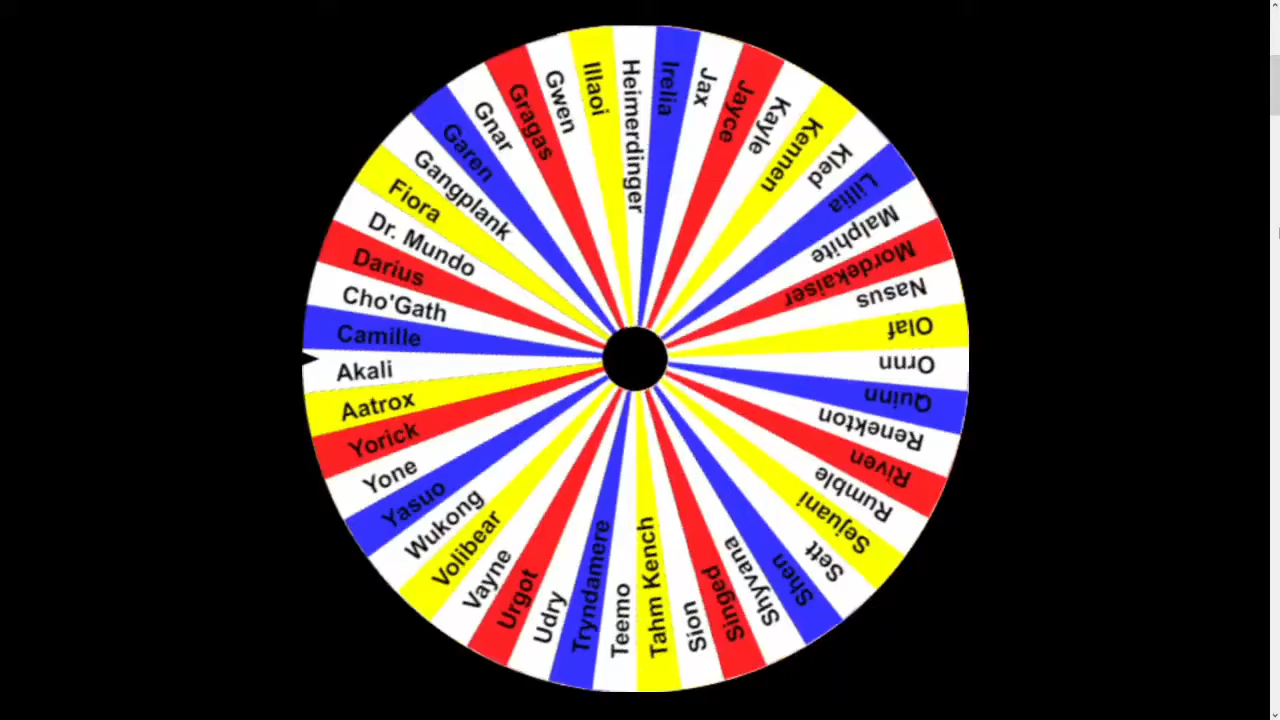 Akali
Camille
Cho'Gath
Darius
Dr. Mundo
Fiora
Gangplank
Garen
Gnar
Gragas
Gwen
Illaoi
Heimerdinger
Irelia
Jax
Jayce
Kayle
Kennen
Kled
Lillia
Malphite
Mordekaiser
Nasus
Olaf
Ornn
Quinn
Renekton
Riven
Rumble
Sejuani
Sett
Shen
Shyvana
Singed
Sion
Tahm Kench
Teemo
Tryndamere
Udry
Urgot
Vayne
Volibear
Wukong
Yasuo
Yone
Yorick
Aatrox